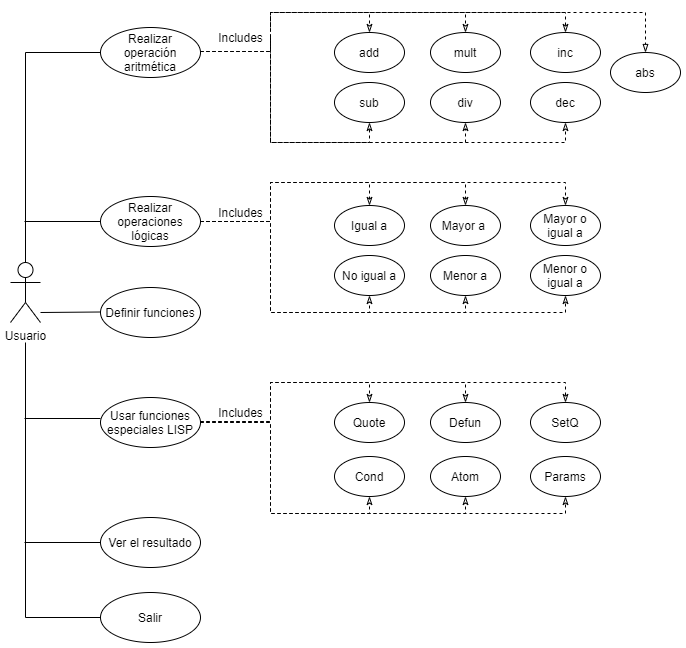 Realizar
operación
aritmética
Includes
add
mult
inc
abs
sub
div
dec
Realizar
operaciones
lógicas
Includes
Igual a
Mayor a
Mayor o
igual a
No igual a
Menor a
Menor o
igual a
Usuario
Definir funciones
Usar funciones
especiales LISP
Includes
Quote
Defun
SetQ
Cond
Atom
Params
Ver el resultado
Salir